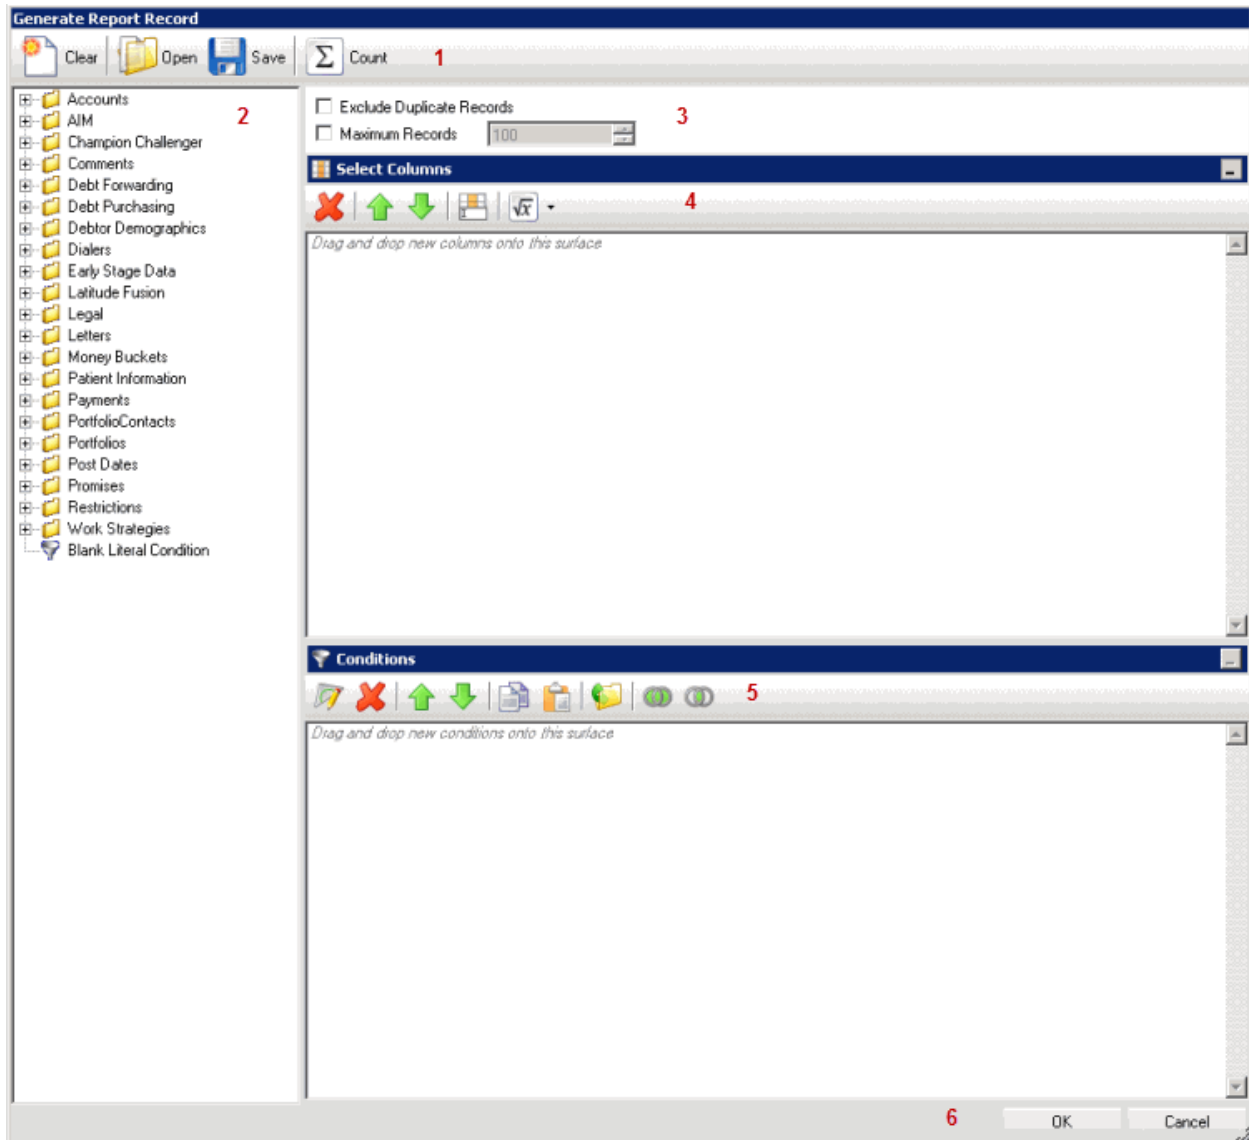 Generate Report Record
Clear Open Save Σ Count 1
2
Accounts
AIM
Champion Challenger
Comments
Debt Forwarding
Debt Purchasing
Debtor Demographics
Dialers
Early Stage Data
Latitude Fusion
Legal
Letters
Money Buckets
Patient Information
Payments
PortfolioContacts
Portfolios
Post Dates
Promises
Restrictions
Work Strategies
Blank Literal Condition
Exclude Duplicate Records
3
Maximum Records 100
Select Columns
√x 4
Drag and drop new columns onto this surface
Conditions
5
Drag and drop new conditions onto this surface
6 OK Cancel